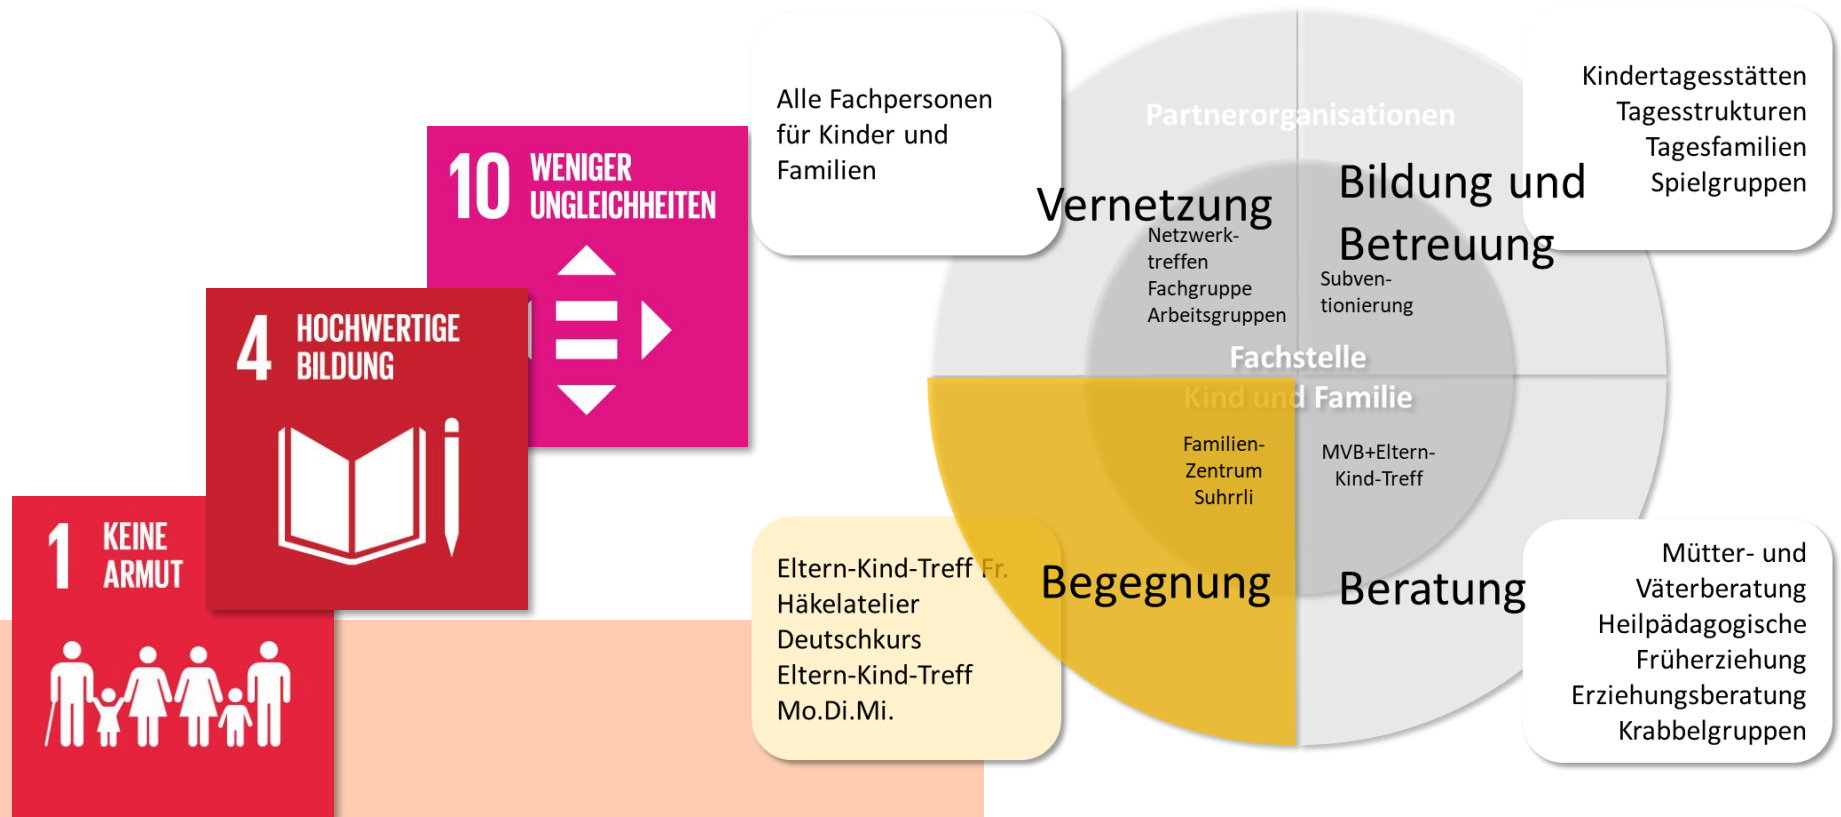 10 WENIGER
UNGLEICHHEITEN
4 HOCHWERTIGE
BILDUNG
1 KEINE
ARMUT
Alle Fachpersonen
für Kinder und
Familien
Partnerorganisationen
Kindertagesstätten
Tagesstrukturen
Tagesfamilien
Spielgruppen
Vernetzung
Netzwerk-
treffen
Fachgruppe
Arbeitsgruppen
Bildung und
Betreuung
Subven-
tionierung
Fachstelle
Kind und Familie
Familien-
Zentrum
Suhrrli
MVB+Eltern-
Kind-Treff
Eltern-Kind-Treff Fr.
Häkelatelier
Deutschkurs
Eltern-Kind-Treff
Mo.Di.Mi.
Begegnung
Beratung
Mütter- und
Väterberatung
Heilpädagogische
Früherziehung
Erziehungsberatung
Krabbelgruppen